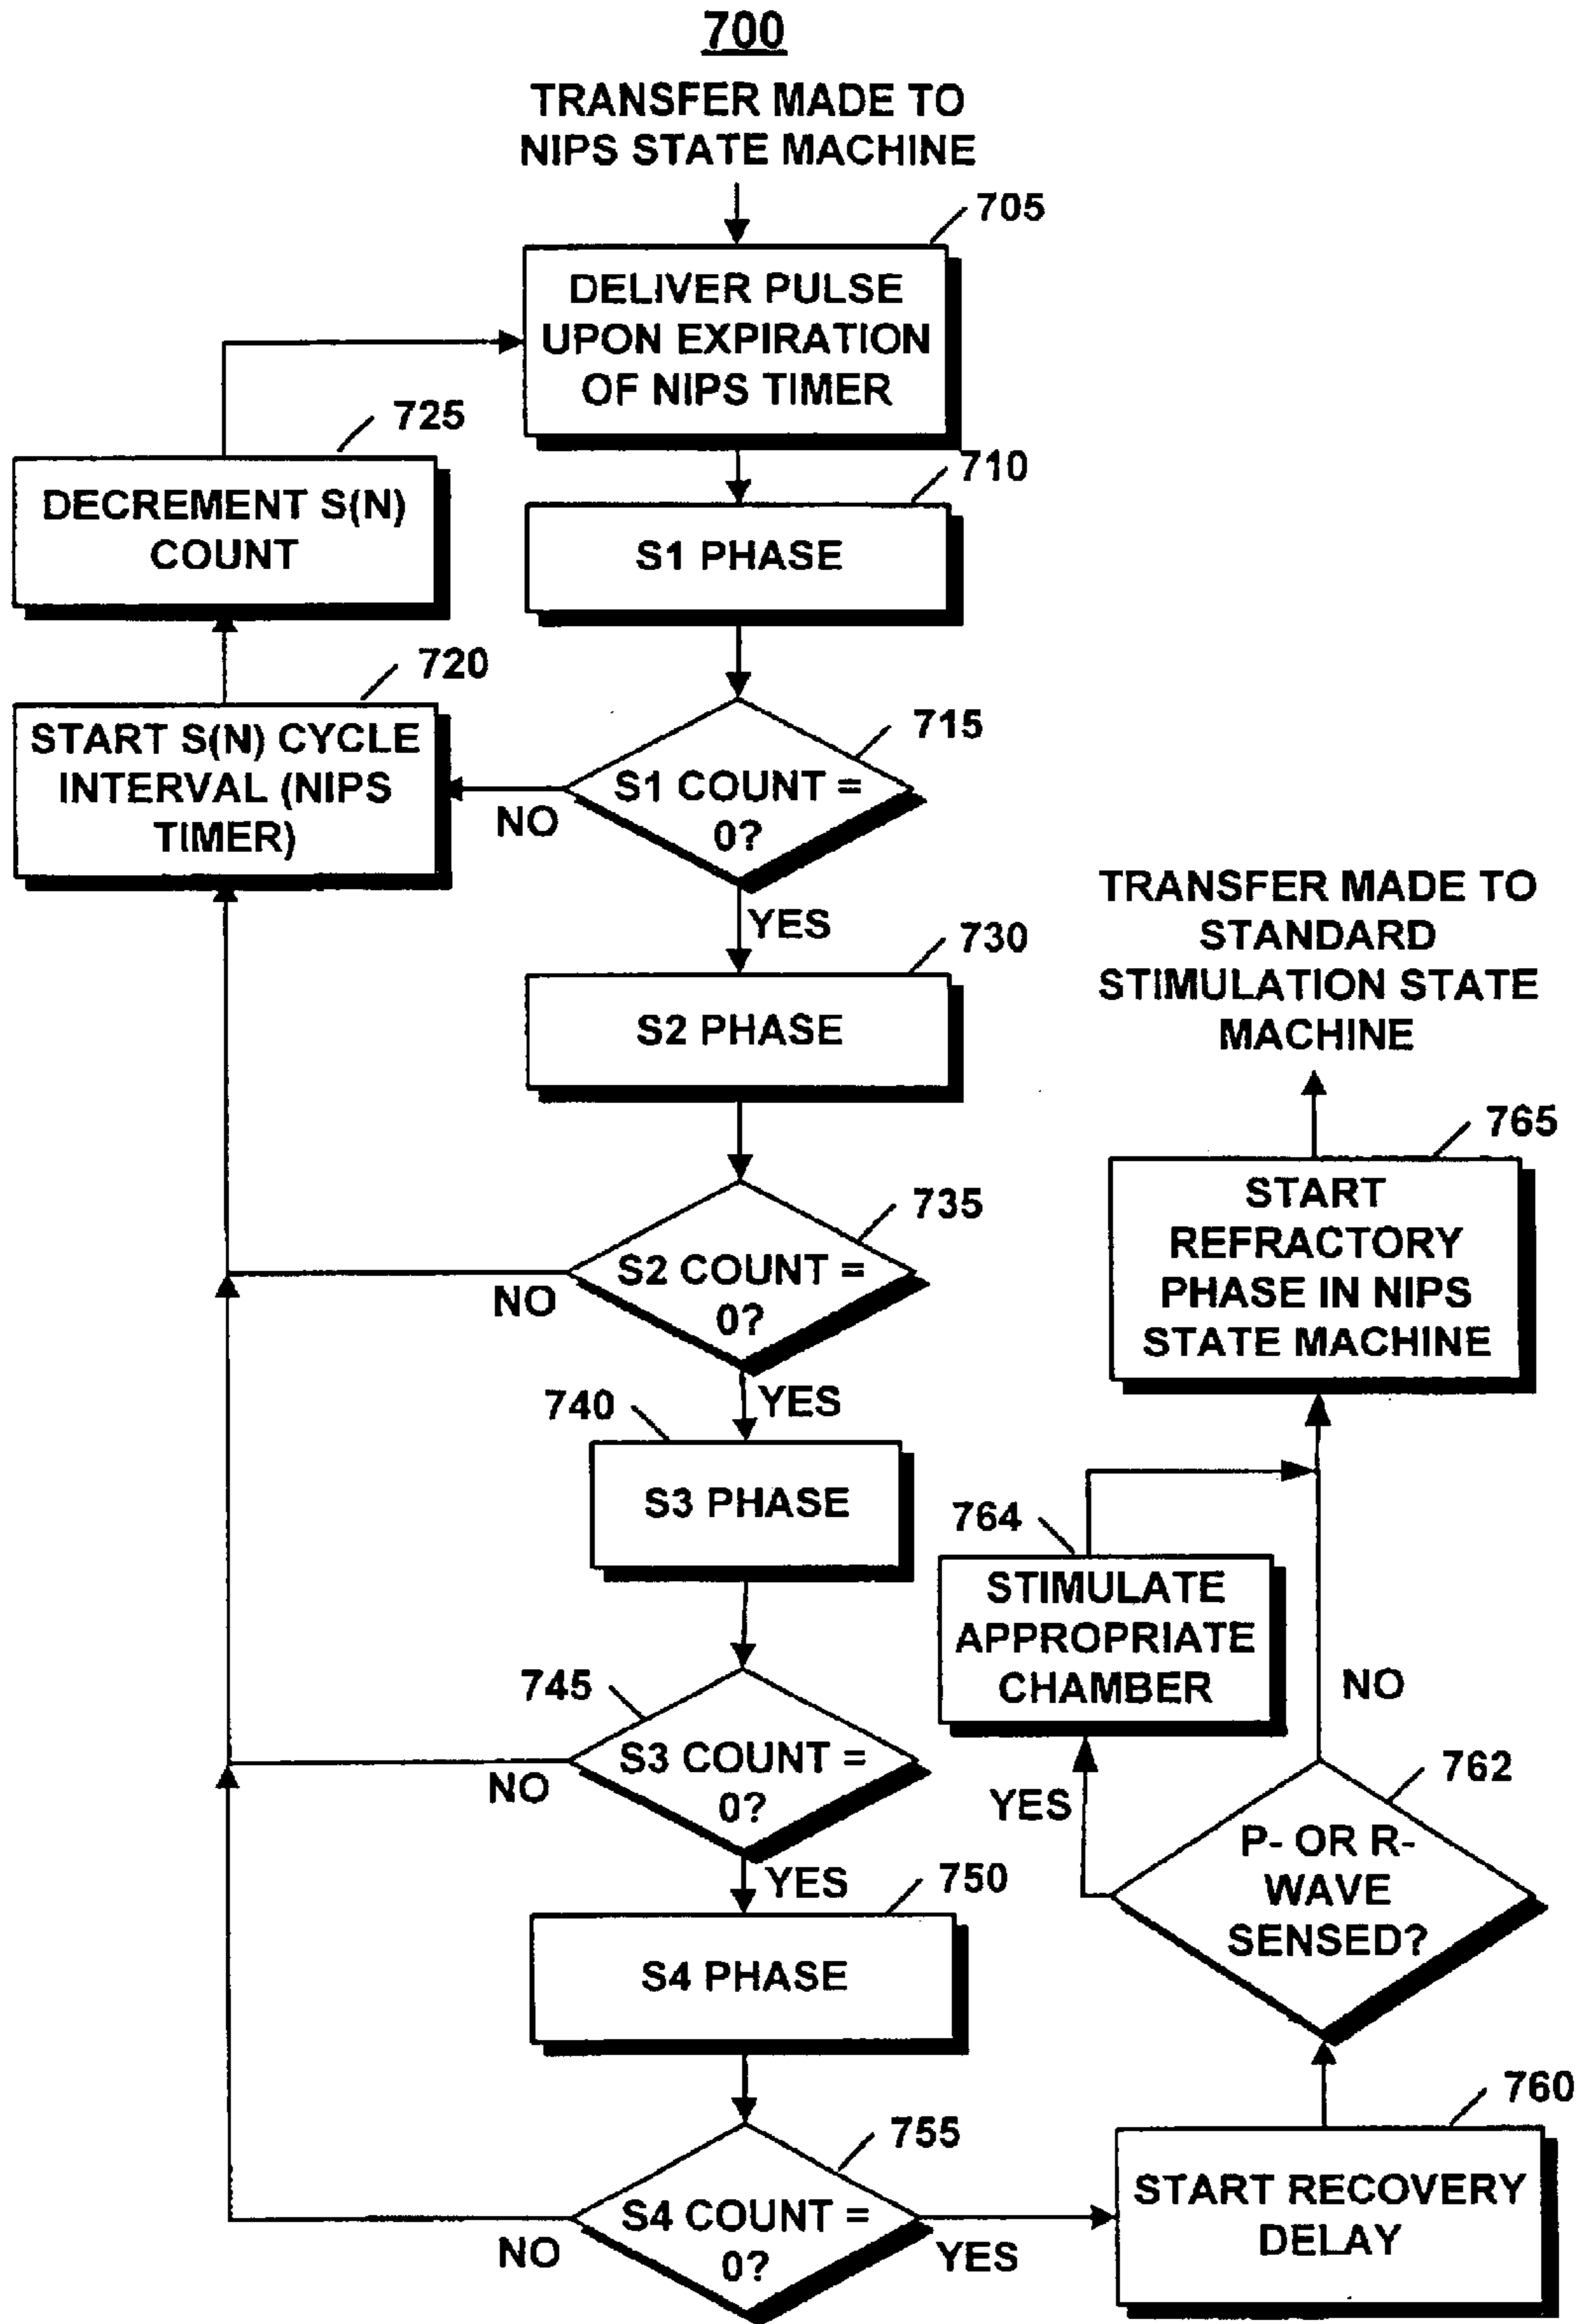 700
TRANSFER MADE TO
NIPS STATE MACHINE
705
DELIVER PULSE
UPON EXPIRATION
OF NIPS TIMER
725
DECREMENT S(N)
COUNT
710
S1 PHASE
720
START S(N) CYCLE
INTERVAL (NIPS
TIMER)
715
S1 COUNT =
0?
NO
YES
730
S2 PHASE
735
S2 COUNT =
0?
NO
YES
740
S3 PHASE
745
S3 COUNT =
0?
NO
YES
750
S4 PHASE
755
S4 COUNT =
0?
NO
YES
760
START RECOVERY
DELAY
762
P- OR R-
WAVE
SENSED?
YES
NO
764
STIMULATE
APPROPRIATE
CHAMBER
765
START
REFRACTORY
PHASE IN NIPS
STATE MACHINE
TRANSFER MADE TO
STANDARD
STIMULATION STATE
MACHINE